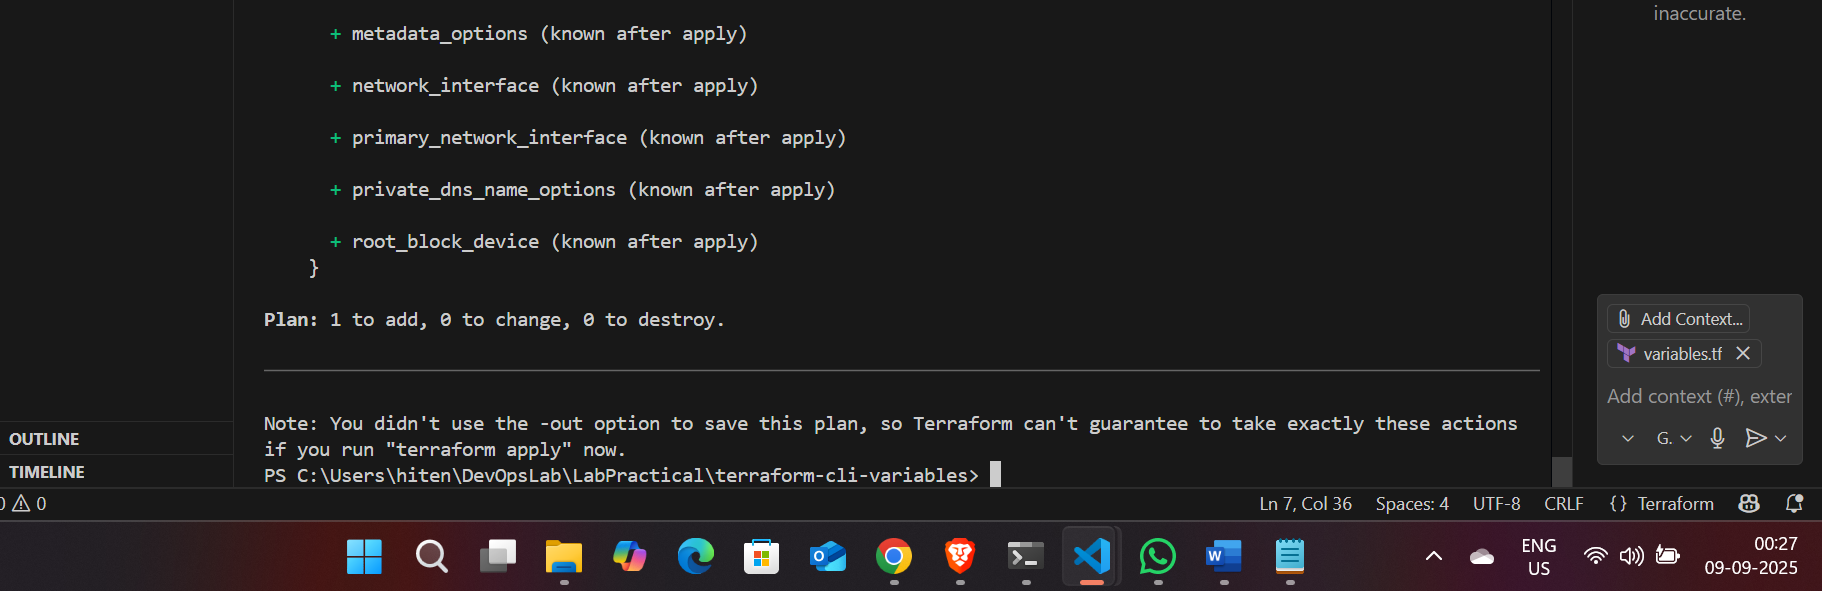 inaccurate.
+ metadata_options (known after apply)
+ network_interface (known after apply)
+ primary_network_interface (known after apply)
+ private_dns_name_options (known after apply)
+ root_block_device (known after apply)
}
Plan: 1 to add, 0 to change, 0 to destroy.
Note: You didn't use the -out option to save this plan, so Terraform can't guarantee to take exactly these actions
if you run "terraform apply" now.
PS C:\Users\hiten\DevOpsLab\LabPractical\terraform-cli-variables>
OUTLINE
TIMELINE
Add Context...
variables.tf
Add context (#), exter
G.
0 0
Ln 7, Col 36 Spaces: 4 UTF-8 CRLF {} Terraform
ENG
US
00:27
09-09-2025